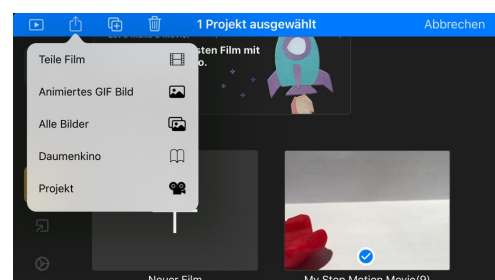 1 Projekt ausgewählt
Abbrechen
sten Film mit
o.
Teile Film
Animiertes GIF Bild
Alle Bilder
Daumenkino
Projekt
Neuer Film
My Stop Motion Movie(9)